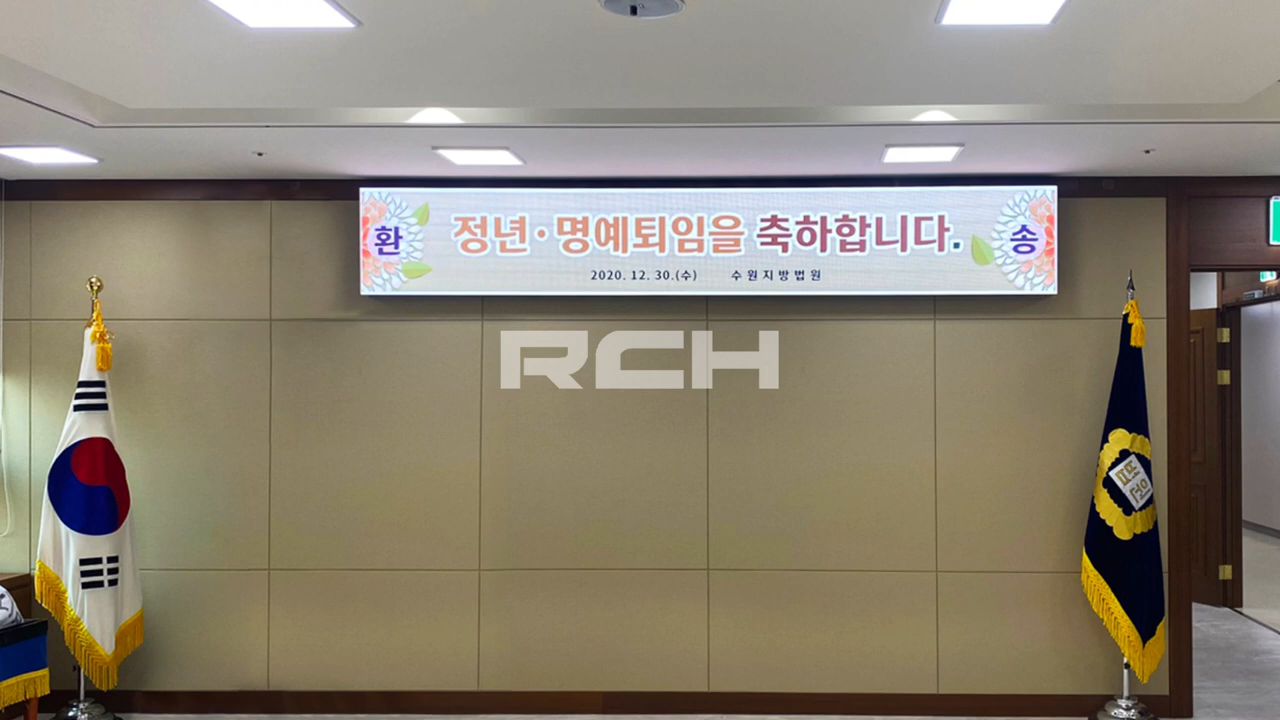 환
정년·명예퇴임을 축하합니다.
송
2020. 12. 30.(수) 수원지방법원
RCH